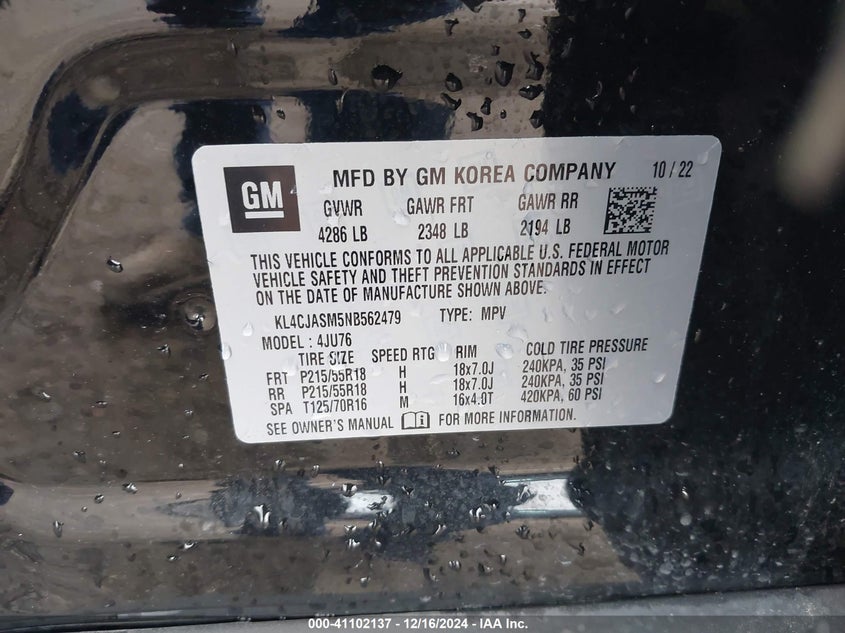 GM MFD BY GM KOREA COMPANY 10/22
GVWR GAWR FRT GAWR RR
4286 LB 2348 LB 2194 LB
THIS VEHICLE CONFORMS TO ALL APPLICABLE U.S. FEDERAL MOTOR
VEHICLE SAFETY AND THEFT PREVENTION STANDARDS IN EFFECT
ON THE DATE OF MANUFACTURE SHOWN ABOVE.
KL4CJASM5NB562479 TYPE: MPV
MODEL : 4JU76
TIRE SIZE SPEED RTG RIM COLD TIRE PRESSURE
FRT P215/55R18 H 18x7.0J 240KPA, 35 PSI
RR P215/55R18 H 18x7.0J 240KPA, 35 PSI
SPA T125/70R16 M 16x4.0T 420KPA, 60 PSI
SEE OWNER'S MANUAL FOR MORE INFORMATION.
000-41102137 - 12/16/2024 - IAA Inc.